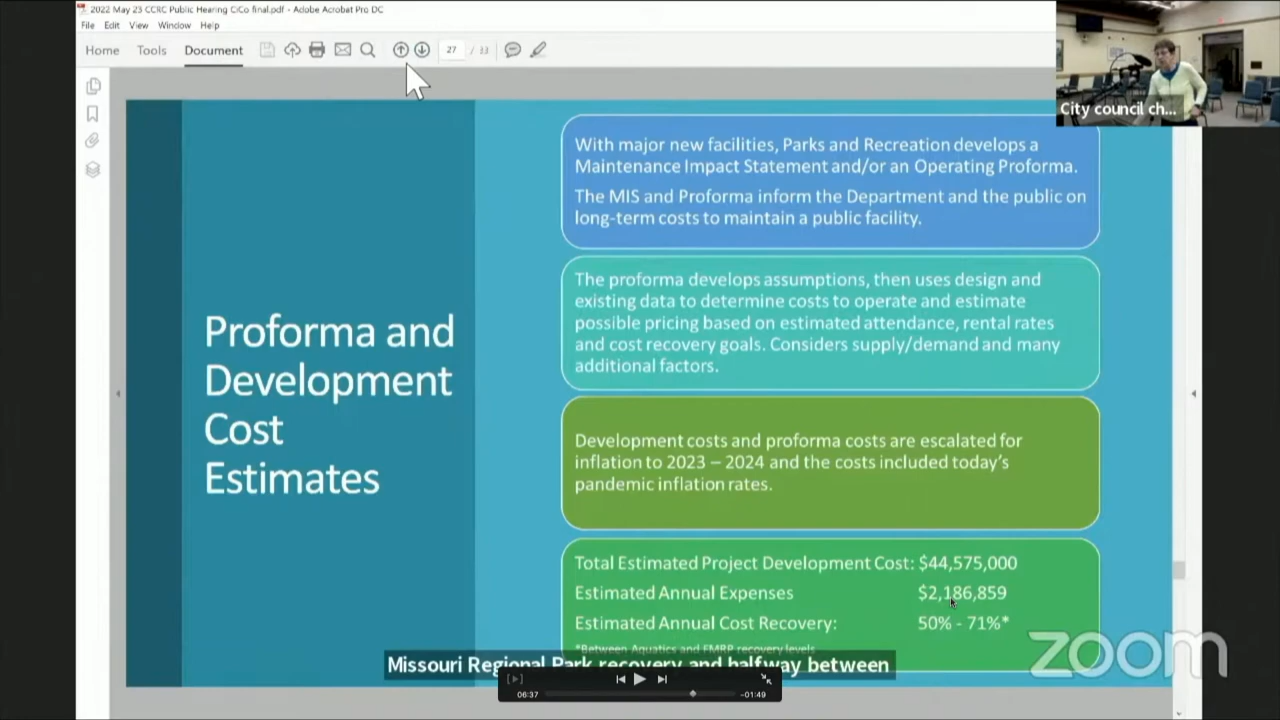 2022 May 23 CCRC Public Hearing CiCo final.pdf - Adobe Acrobat Pro DC
File Edit View Window Help
Home Tools Document 27 / 33
City council ch...
With major new facilities, Parks and Recreation develops a
Maintenance Impact Statement and/or an Operating Proforma.
The MIS and Proforma inform the Department and the public on
long-term costs to maintain a public facility.
The proforma develops assumptions, then uses design and
existing data to determine costs to operate and estimate
possible pricing based on estimated attendance, rental rates
and cost recovery goals. Considers supply/demand and many
additional factors.
Proforma and
Development
Cost
Estimates
Development costs and proforma costs are escalated for
inflation to 2023 – 2024 and the costs included today's
pandemic inflation rates.
Total Estimated Project Development Cost: $44,575,000
Estimated Annual Expenses $2,186,859
Estimated Annual Cost Recovery: 50% - 71%*
*Between Aquatics and FMRP recovery levels
Missouri Regional Park recovery and halfway between
zoom
06:37 -01:49